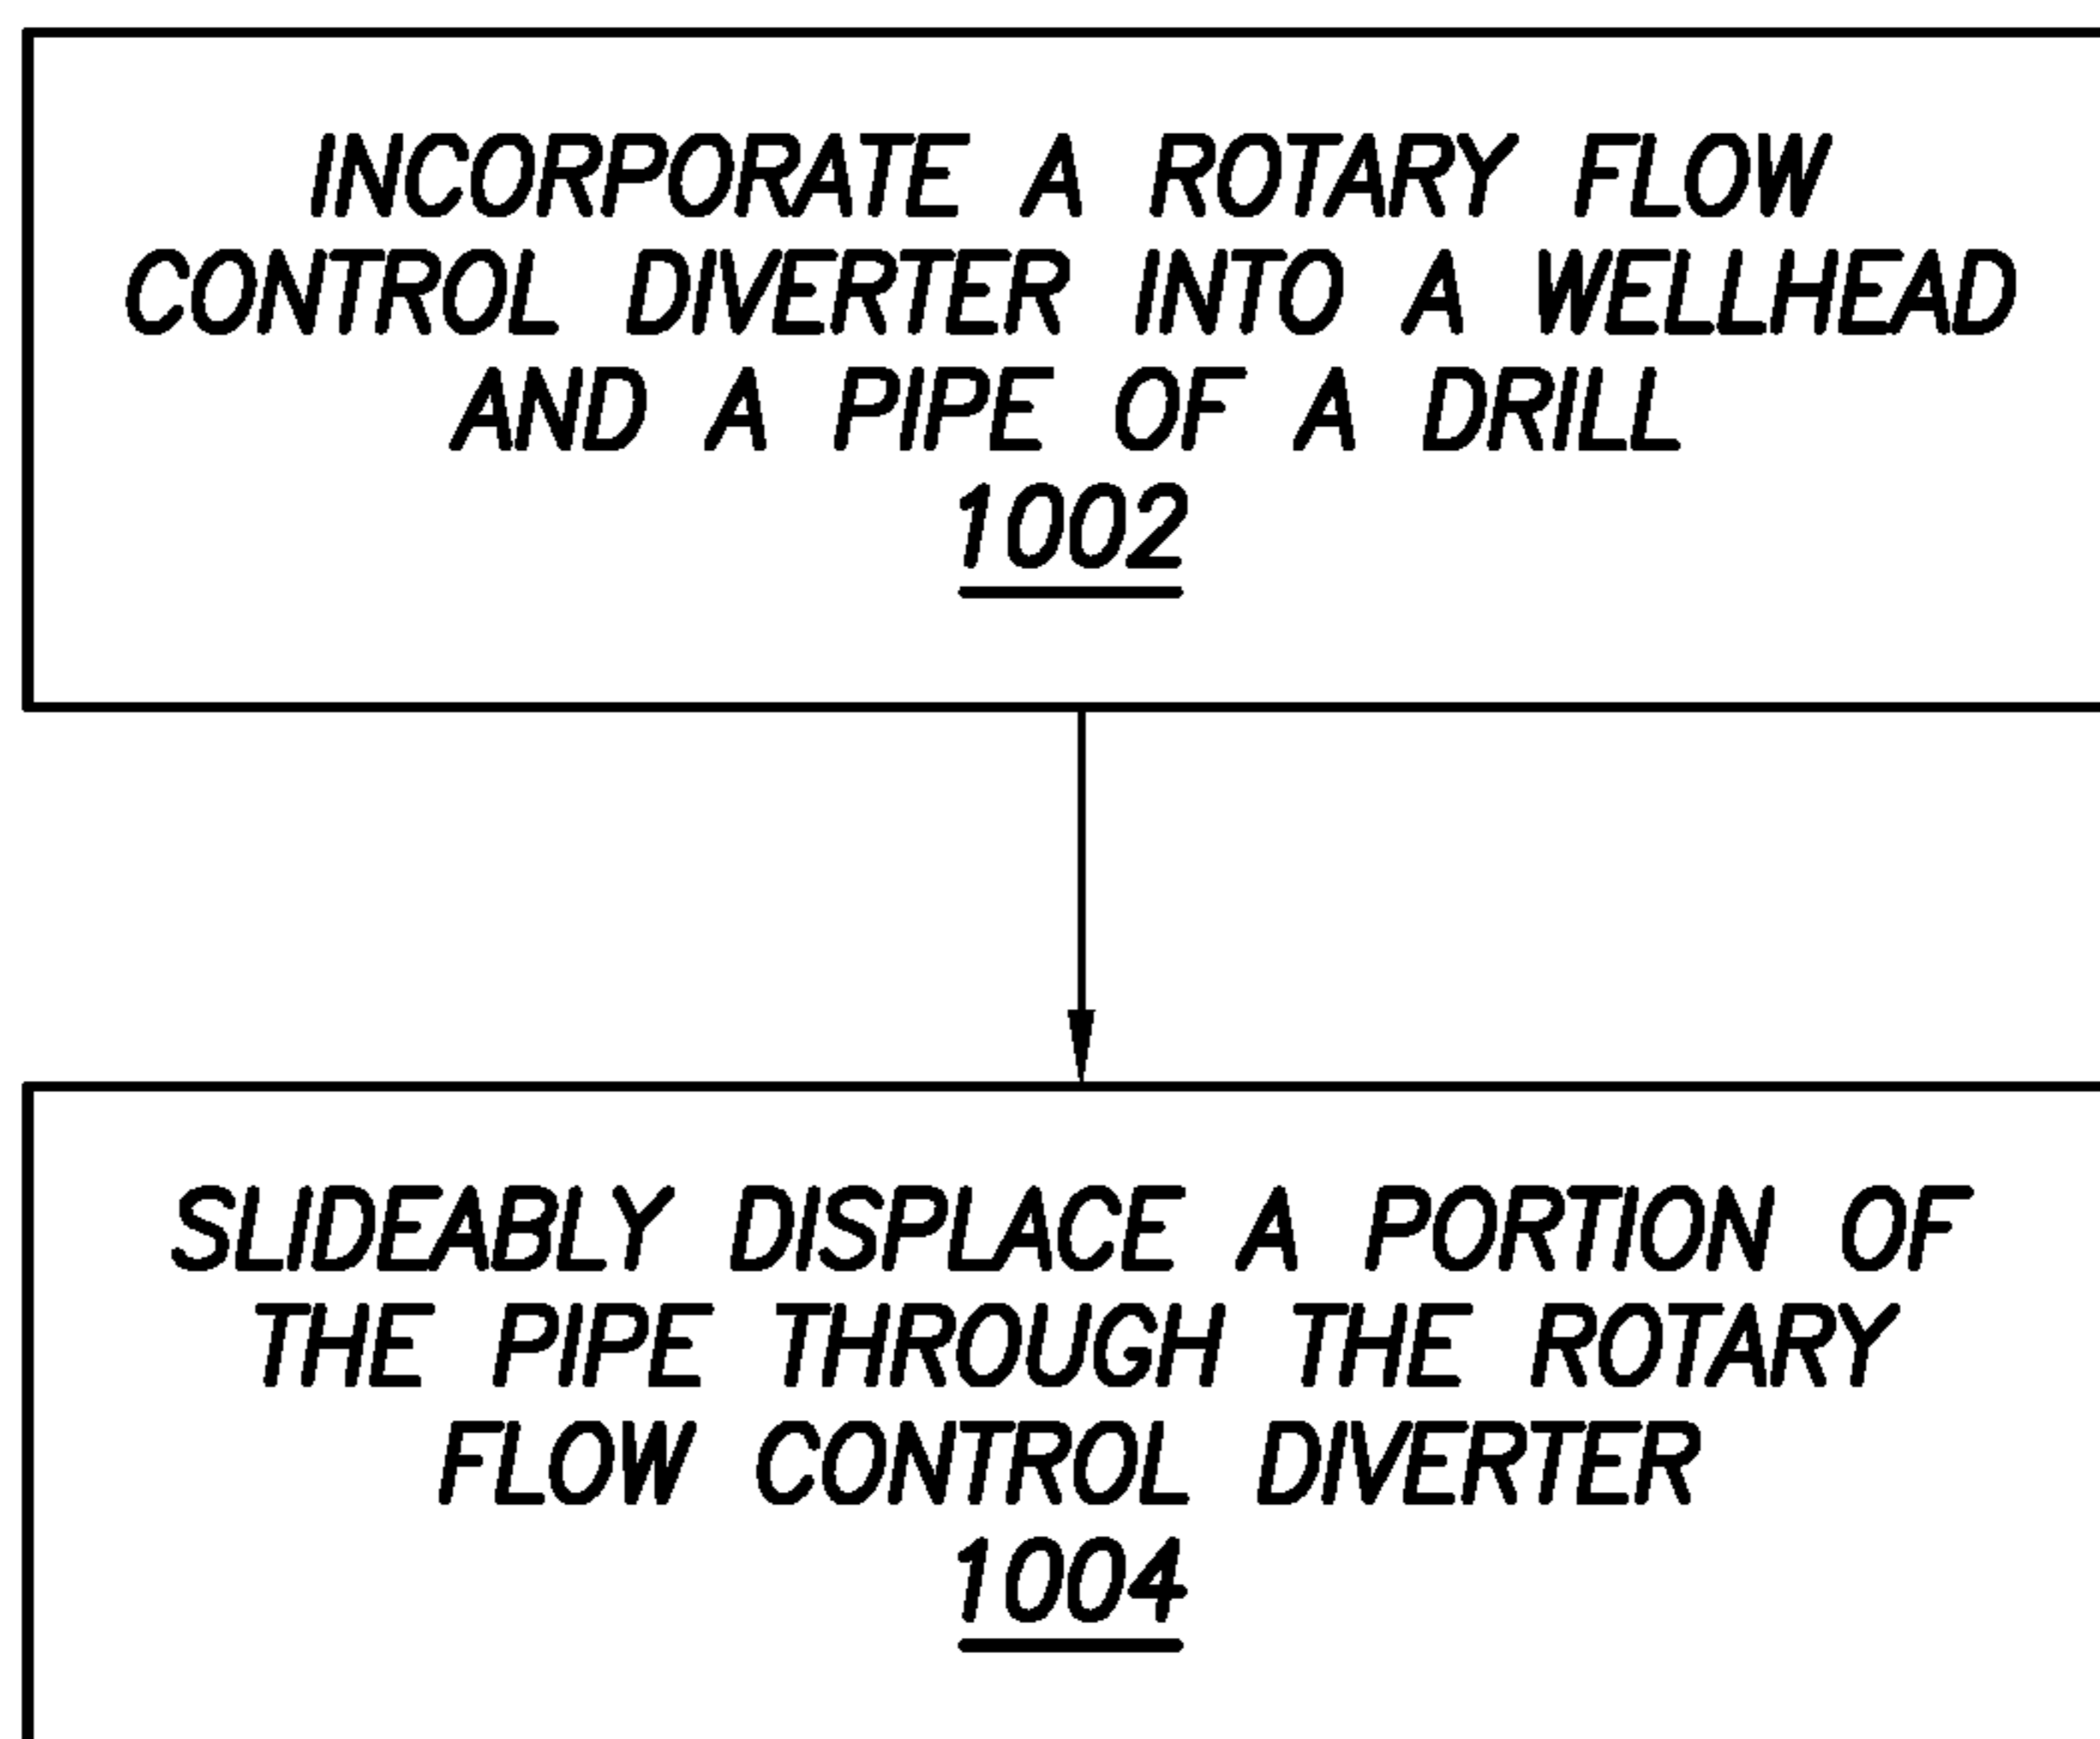 INCORPORATE A ROTARY FLOW
CONTROL DIVERTER INTO A WELLHEAD
AND A PIPE OF A DRILL
1002
SLIDEABLY DISPLACE A PORTION OF
THE PIPE THROUGH THE ROTARY
FLOW CONTROL DIVERTER
1004